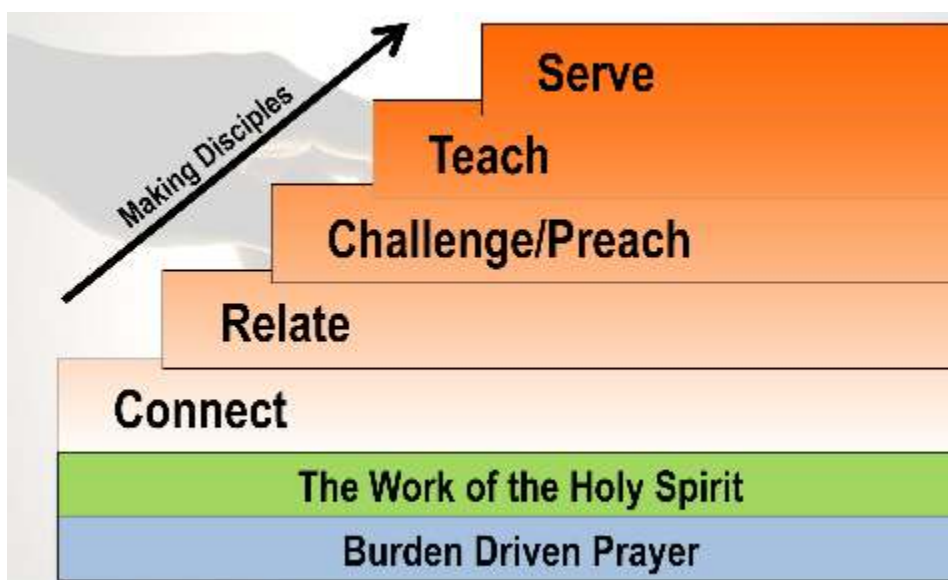 Making Disciples
Serve
Teach
Challenge/Preach
Relate
Connect
The Work of the Holy Spirit
Burden Driven Prayer